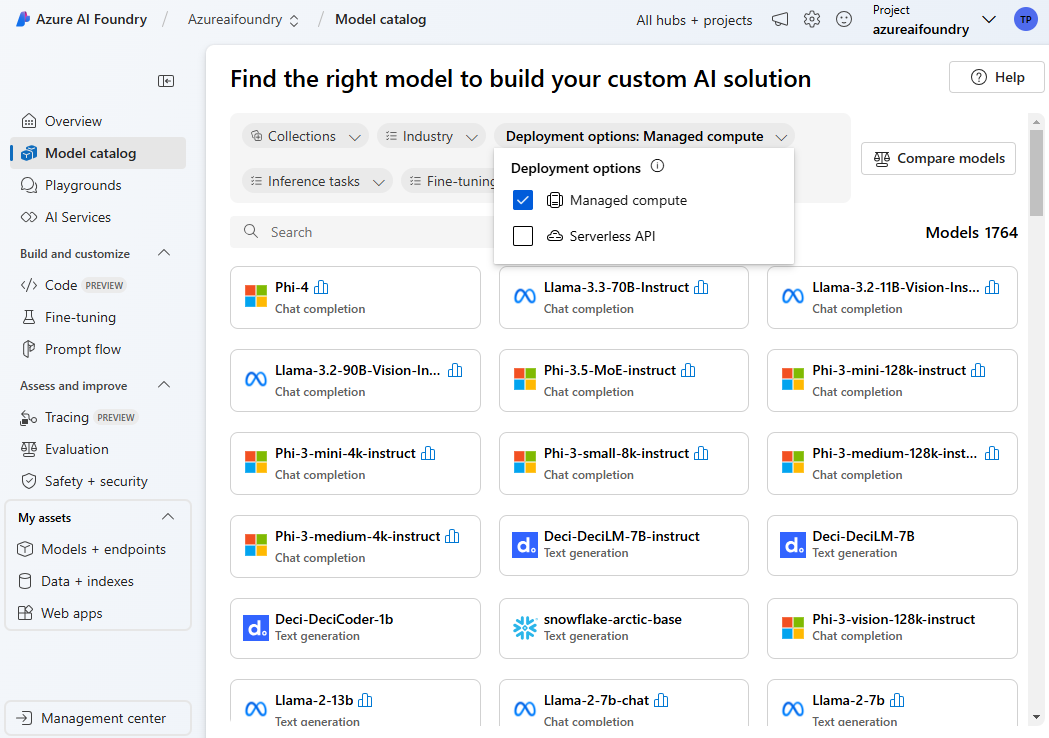 Azure AI Foundry / Azureaifoundry / Model catalog
All hubs + projects
Project
azureaifoundry
TP
Find the right model to build your custom AI solution
Help
Overview
Model catalog
Playgrounds
AI Services
Build and customize
Code PREVIEW
Fine-tuning
Prompt flow
Assess and improve
Tracing PREVIEW
Evaluation
Safety + security
My assets
Models + endpoints
Data + indexes
Web apps
Management center
Collections
Industry
Deployment options: Managed compute
Inference tasks
Fine-tuning
Deployment options
Managed compute
Serverless API
Compare models
Search
Models 1764
Phi-4
Chat completion
Llama-3.3-70B-Instruct
Chat completion
Llama-3.2-11B-Vision-Ins...
Chat completion
Llama-3.2-90B-Vision-In...
Chat completion
Phi-3.5-MoE-instruct
Chat completion
Phi-3-mini-128k-instruct
Chat completion
Phi-3-mini-4k-instruct
Chat completion
Phi-3-small-8k-instruct
Chat completion
Phi-3-medium-128k-inst...
Chat completion
Phi-3-medium-4k-instruct
Chat completion
d.
Deci-DeciLM-7B-instruct
Text generation
d.
Deci-DeciLM-7B
Text generation
d.
Deci-DeciCoder-1b
Text generation
snowflake-arctic-base
Text generation
Phi-3-vision-128k-instruct
Chat completion
Llama-2-13b
Text generation
Llama-2-7b-chat
Chat completion
Llama-2-7b
Text generation